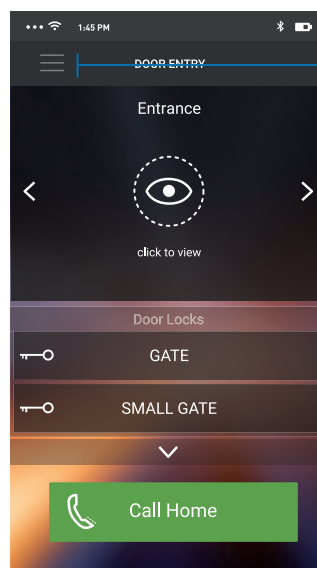 1:45 PM
DOOR ENTRY
Entrance
click to view
Door Locks
GATE
SMALL GATE
Call Home